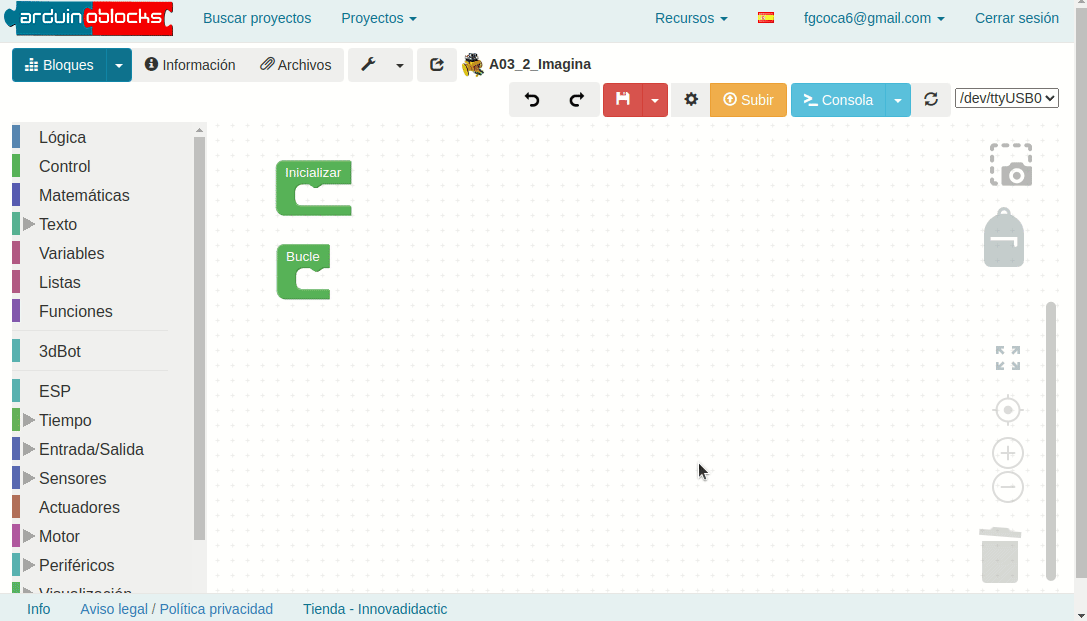 arduinoblocks
Buscar proyectos
Proyectos
Recursos
fgcoca6@gmail.com
Cerrar sesión
Bloques
Información
Archivos
A03_2_Imagina
Subir
Consola
/dev/ttyUSB0
Lógica
Control
Matemáticas
Texto
Variables
Listas
Funciones
3dBot
ESP
Tiempo
Entrada/Salida
Sensores
Actuadores
Motor
Periféricos
Visualización
Inicializar
Bucle
Info
Aviso legal / Política privacidad
Tienda - Innovadidactic